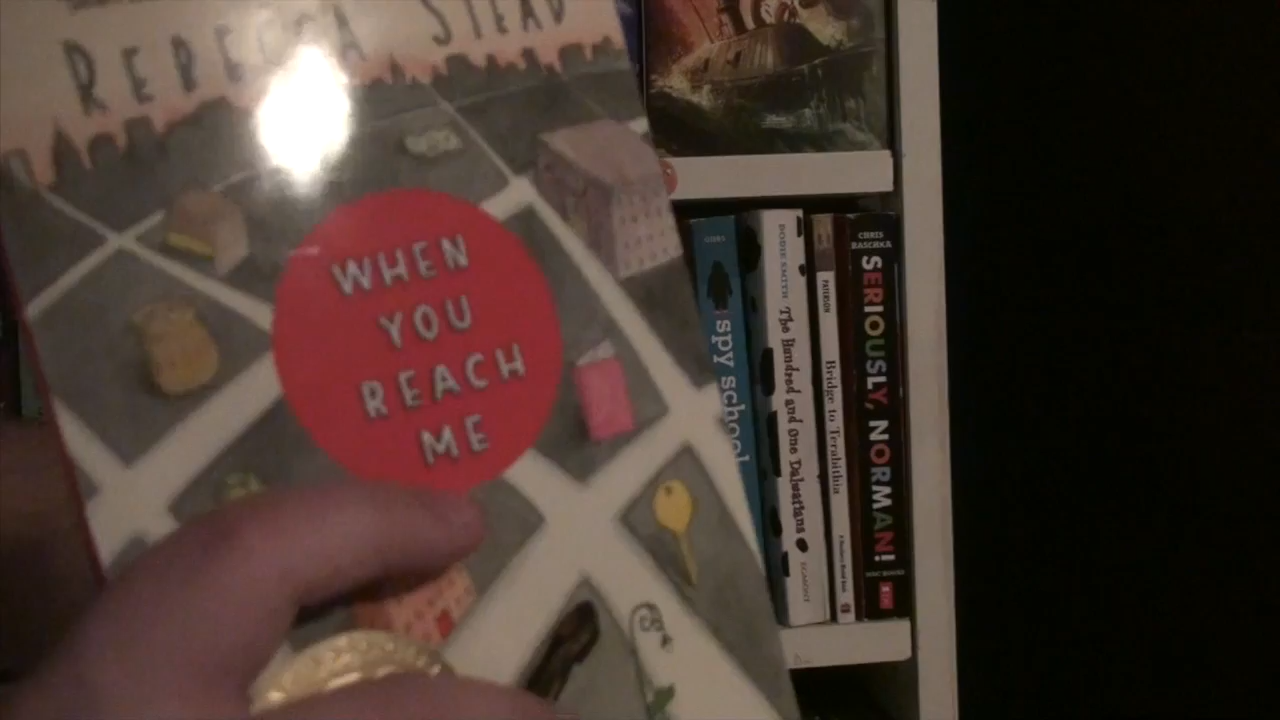 REBECCA STEAD
WHEN
YOU
REACH
ME
GIBBS
spy school
DODIE SMITH
The Hundred and One Dalmatians
EGMONT
PATERSON
Bridge to Terabithia
CHRIS
RASCHKA
SERIOUSLY, NORMAN!